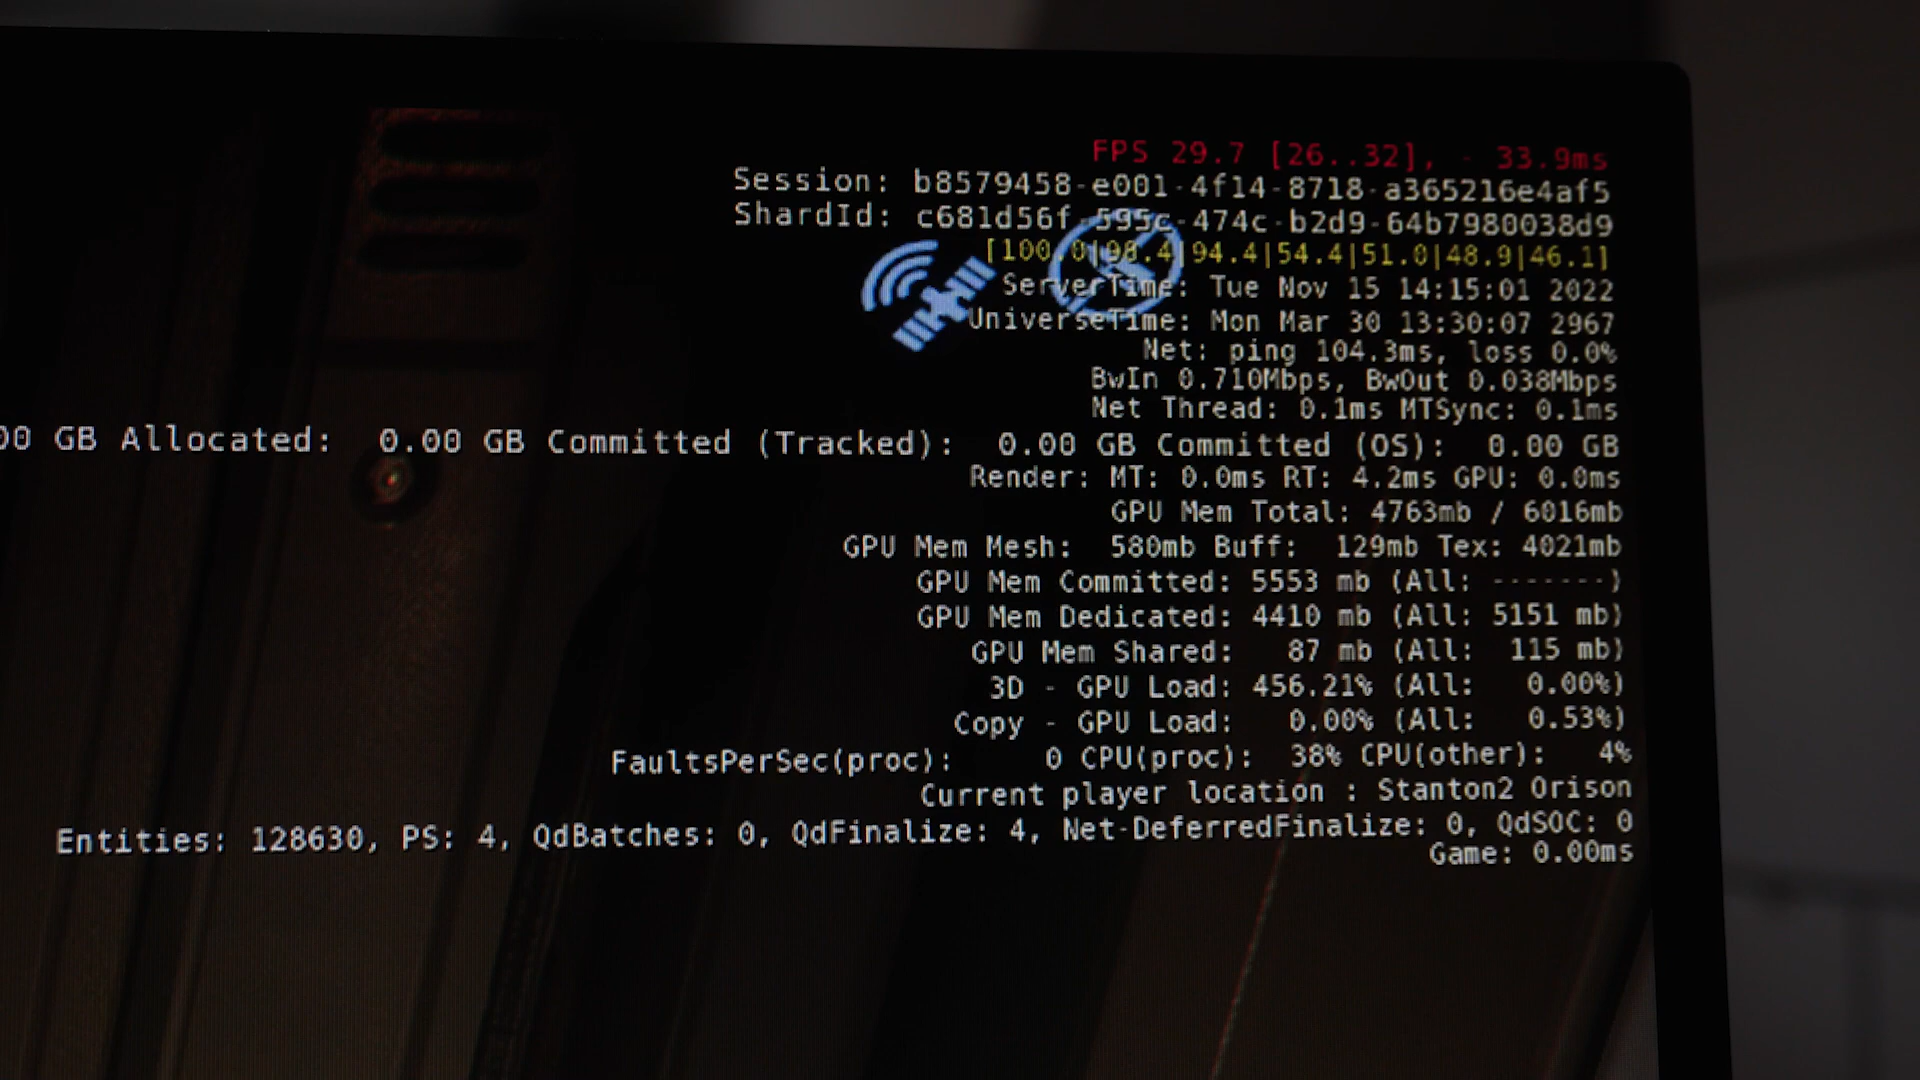 FPS 29.7 [26..32], - 33.9ms
Session: b8579458-e001-4f14-8718-a365216e4af5
ShardId: c681d56f-595c-474c-b2d9-64b7980038d9
[100.0|98.4|94.4|54.4|51.0|48.9|46.1]
ServerTime: Tue Nov 15 14:15:01 2022
UniverseTime: Mon Mar 30 13:30:07 2967
Net: ping 104.3ms, loss 0.0%
BwIn 0.710Mbps, BwOut 0.038Mbps
Net Thread: 0.1ms MTSync: 0.1ms
00 GB Allocated: 0.00 GB Committed (Tracked): 0.00 GB Committed (OS): 0.00 GB
Render: MT: 0.0ms RT: 4.2ms GPU: 0.0ms
GPU Mem Total: 4763mb / 6016mb
GPU Mem Mesh: 580mb Buff: 129mb Tex: 4021mb
GPU Mem Committed: 5553 mb (All: -------)
GPU Mem Dedicated: 4410 mb (All: 5151 mb)
GPU Mem Shared: 87 mb (All: 115 mb)
3D - GPU Load: 456.21% (All: 0.00%)
Copy - GPU Load: 0.00% (All: 0.53%)
FaultsPerSec(proc): 0 CPU(proc): 38% CPU(other): 4%
Current player location : Stanton2 Orison
Entities: 128630, PS: 4, QdBatches: 0, QdFinalize: 4, Net-DeferredFinalize: 0, QdSOC: 0
Game: 0.00ms